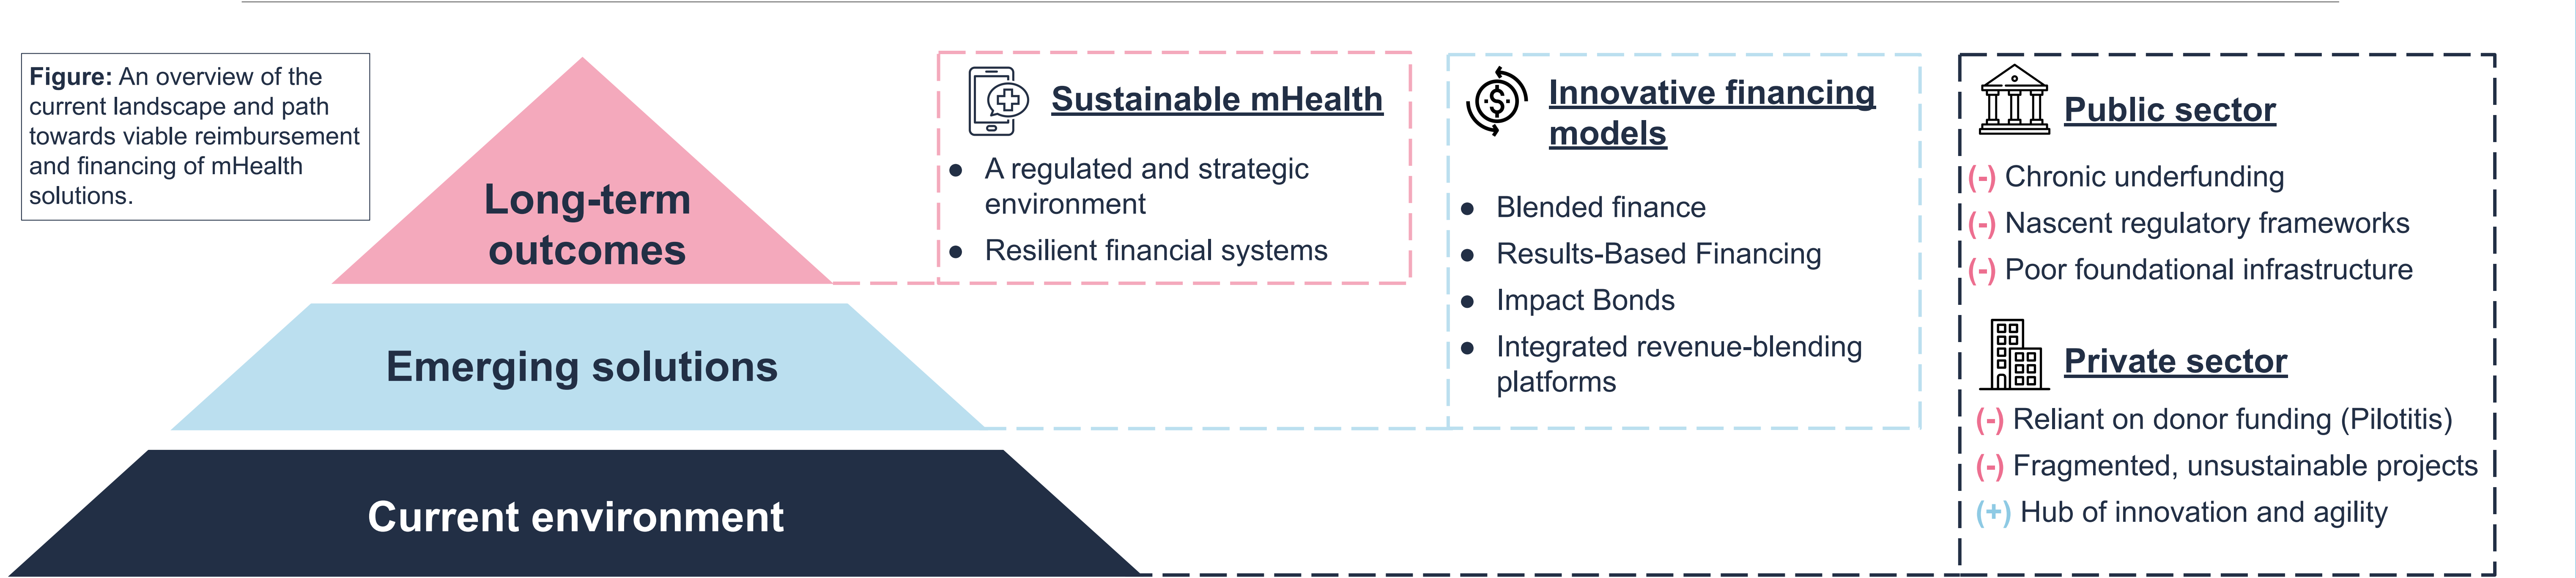 Figure: An overview of the
current landscape and path
towards viable reimbursement
and financing of mHealth
solutions.
Long-term
outcomes
Emerging solutions
Current environment
Sustainable mHealth
● A regulated and strategic
environment
● Resilient financial systems
Innovative financing
models
● Blended finance
● Results-Based Financing
● Impact Bonds
● Integrated revenue-blending
platforms
Public sector
(-) Chronic underfunding
(-) Nascent regulatory frameworks
(-) Poor foundational infrastructure
Private sector
(-) Reliant on donor funding (Pilotitis)
(-) Fragmented, unsustainable projects
(+) Hub of innovation and agility